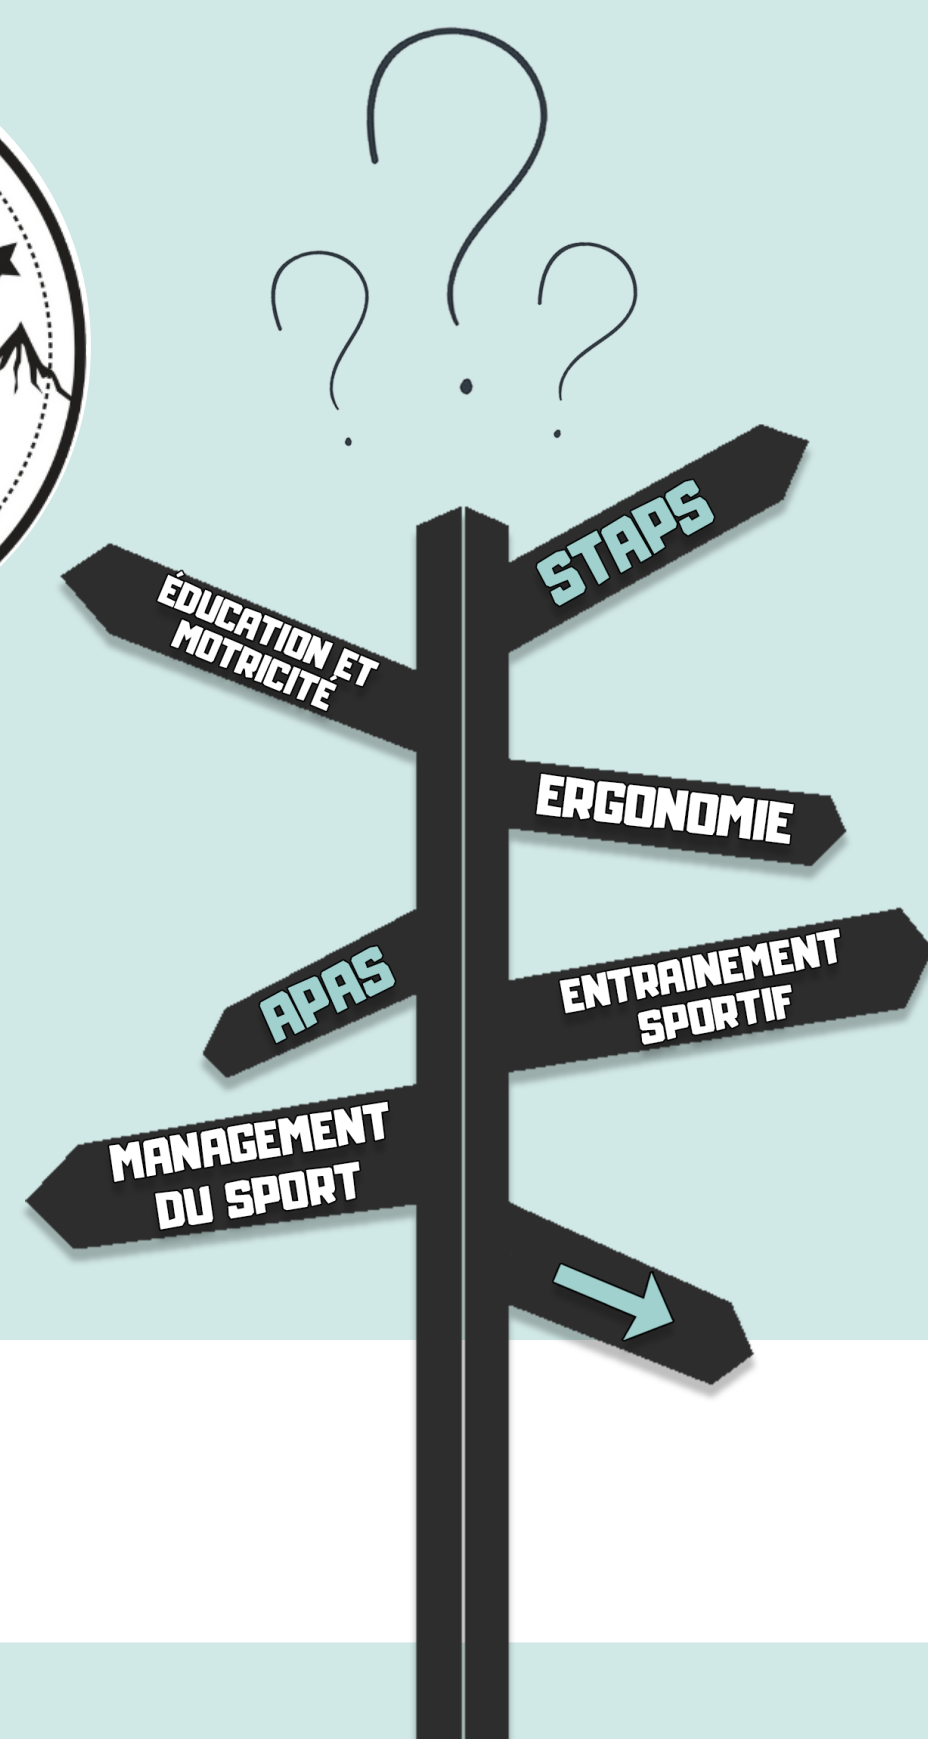 STAPS
ÉDUCATION ET
MOTRICITÉ
ERGONOMIE
APAS
ENTRAINEMENT
SPORTIF
MANAGEMENT
DU SPORT